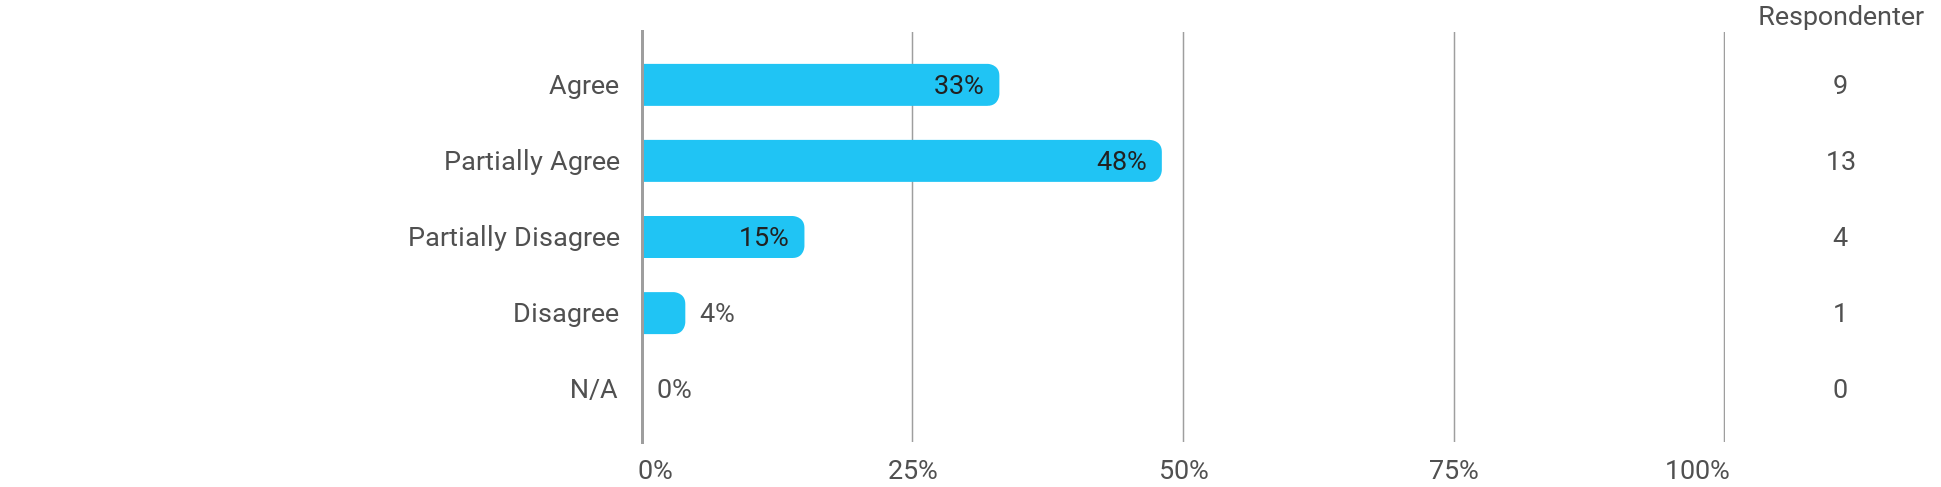 Respondenter
Agree 33% 9
Partially Agree 48% 13
Partially Disagree 15% 4
Disagree 4% 1
N/A 0% 0
0% 25% 50% 75% 100%